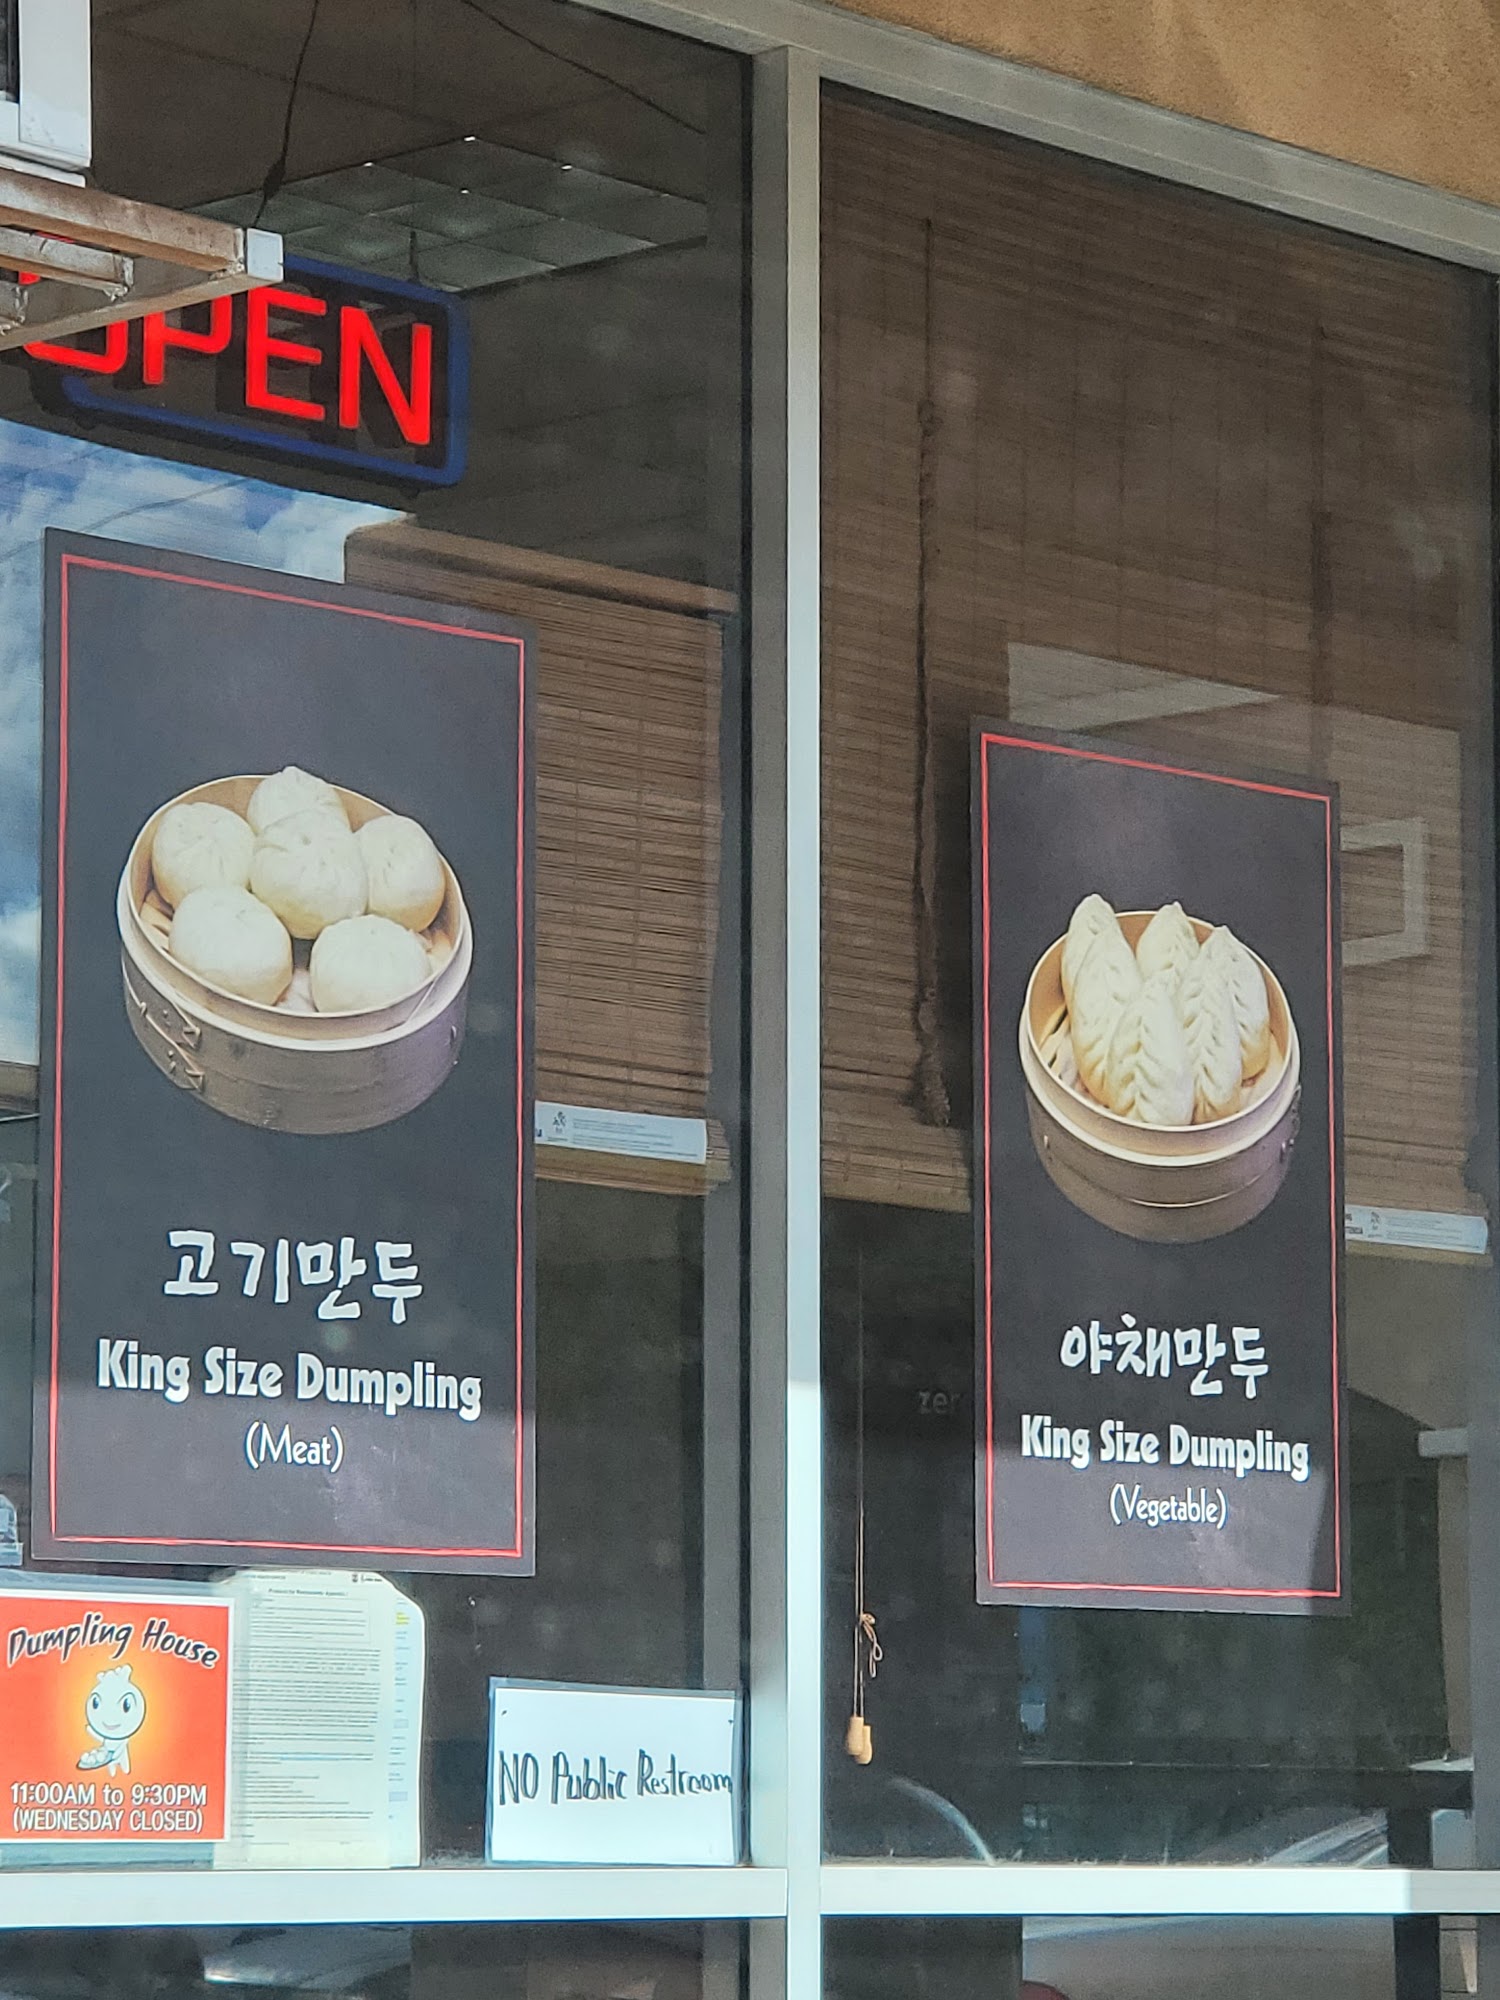 OPEN
고기만두
King Size Dumpling
(Meat)
야채만두
King Size Dumpling
(Vegetable)
Dumpling House
11:00AM to 9:30PM
(WEDNESDAY CLOSED)
NO Public Restroom